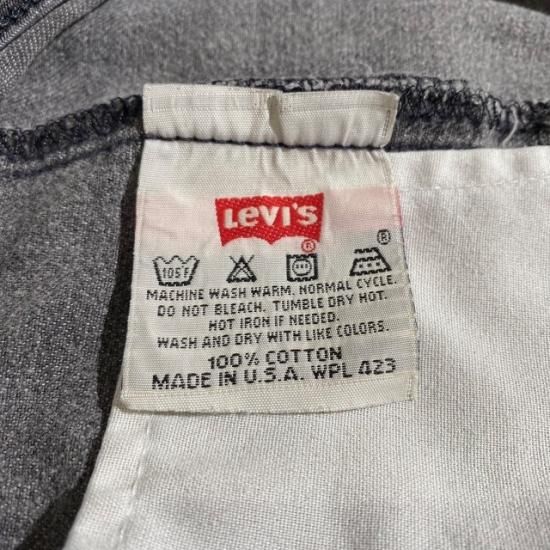 Levi's
®
®
105°F
MACHINE WASH WARM. NORMAL CYCLE.
DO NOT BLEACH. TUMBLE DRY HOT.
HOT IRON IF NEEDED.
WASH AND DRY WITH LIKE COLORS.
100% COTTON
MADE IN U.S.A. WPL 423